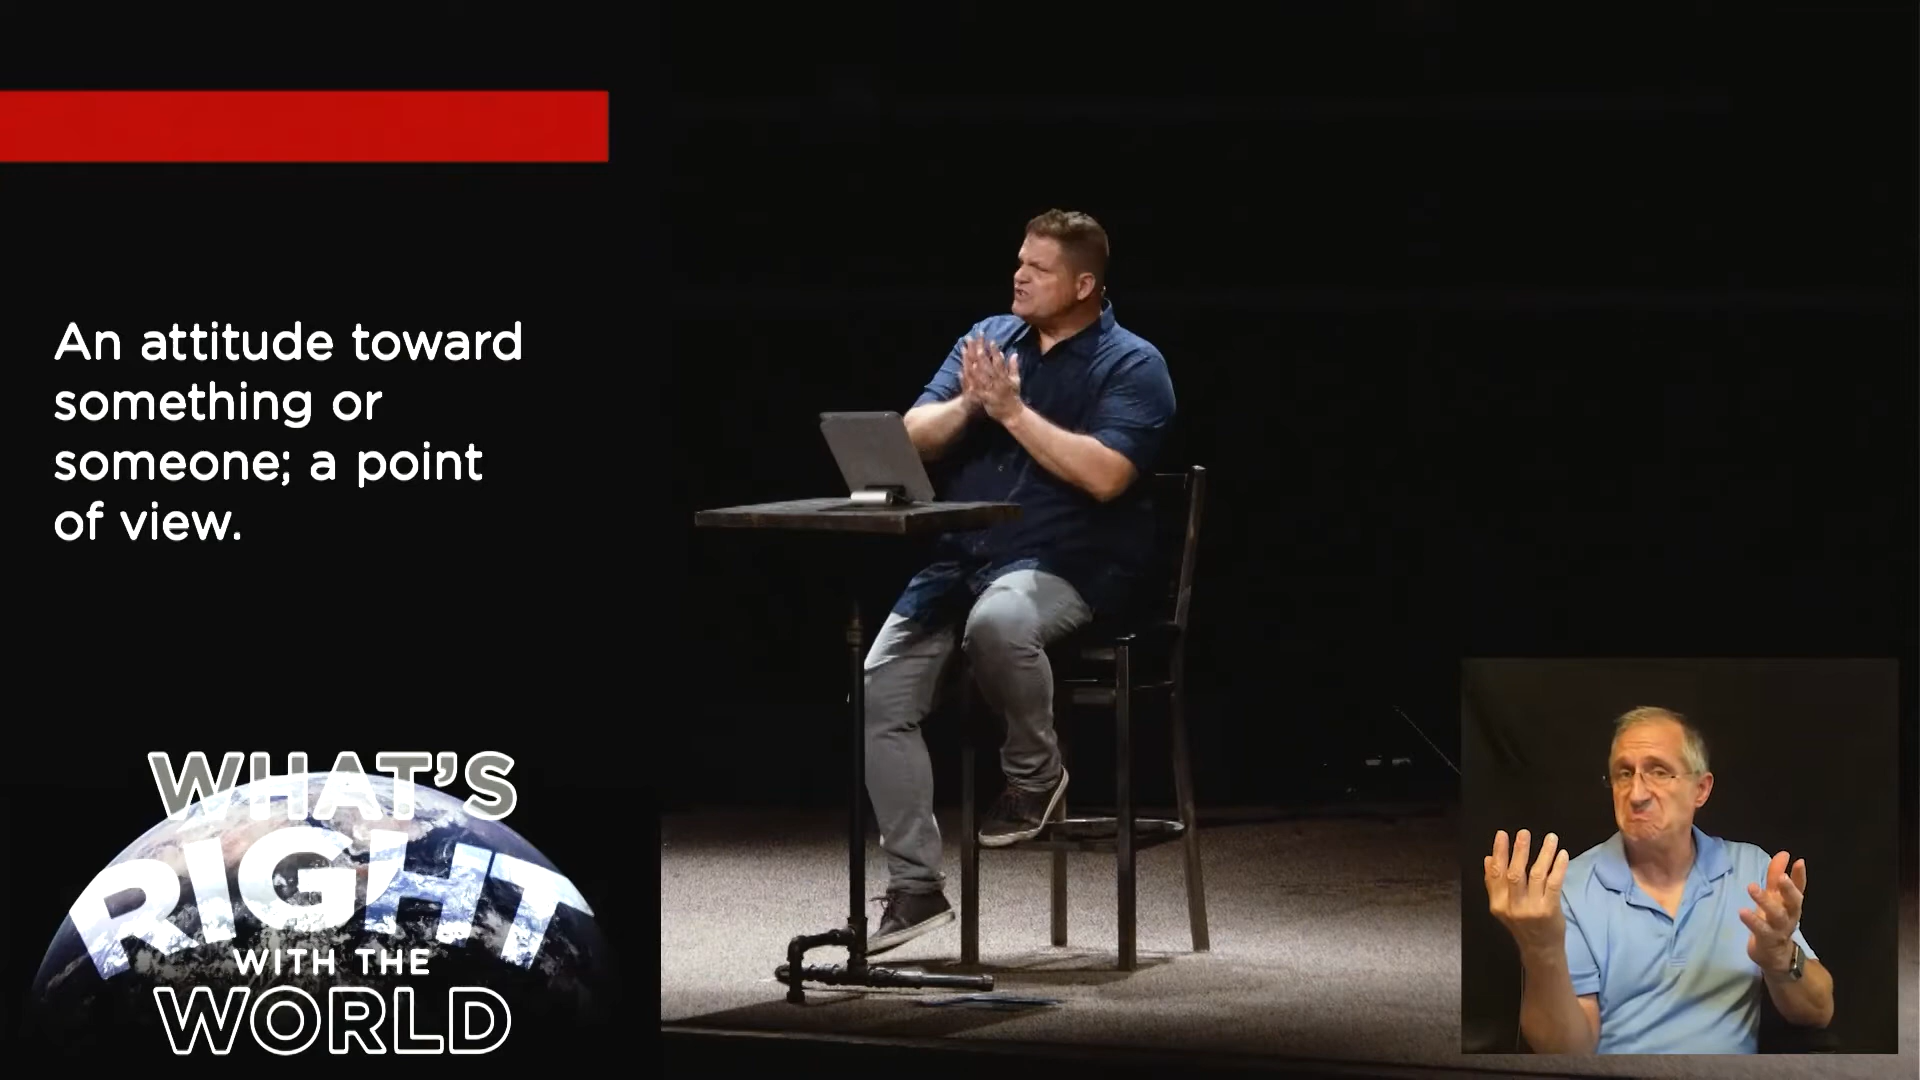 An attitude toward
something or
someone; a point
of view.
WHAT'S
RIGHT
WITH THE
WORLD